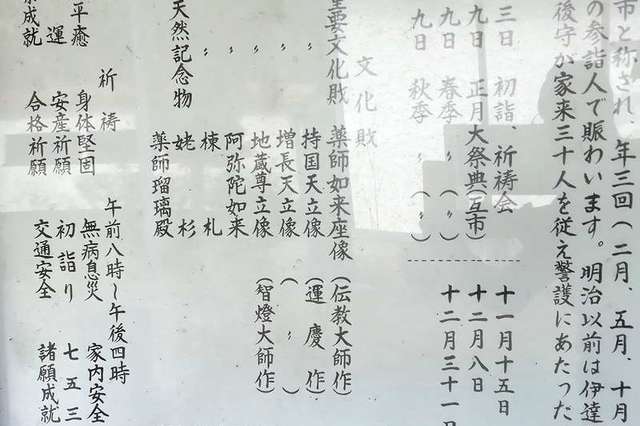 市と称され、年三回(二月、五月、十月
の参詣人で賑わいます。明治以前は伊達
後守が家来三十人を従え警護にあたった
三日 初詣、祈祷会
九日 正月大祭典(互市)
九日 春季〃(〃)
九日 秋季〃(〃)
十一月十五日
十二月八日
十二月三十一日
文化財
重要文化財 薬師如来座像(伝教大師作)
〃 持国天立像(運慶作)
〃 増長天立像(〃)
〃 地蔵尊立像(智燈大師作)
阿弥陀如来
〃 棟札
天然記念物 姥杉
薬師瑠璃殿
祈祷 午前八時〜午後四時
平癒 身体堅固 無病息災 家内安全
運 安産祈願 初詣り 七五三
成就 合格祈願 交通安全 諸願成就